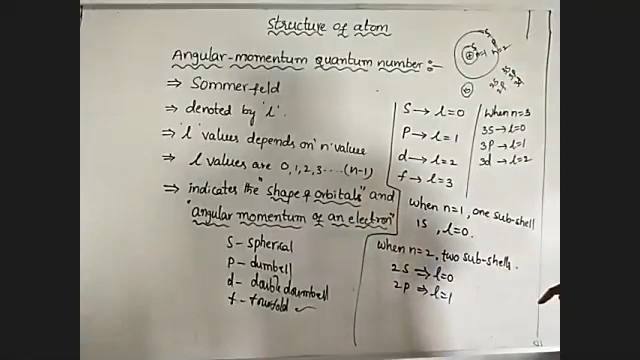 Structure of atom
Angular-momentum quantum number:-
⇒ Sommerfeld
⇒ denoted by 'l'.
⇒ 'l' values depends on 'n' value
⇒ l values are 0,1,2,3....(n-1)
⇒ indicates the "shape of orbitals" and
"angular momentum of an electron"
S - spherical
P - dumbell
d - double dumbell
f - fourfold
S → l=0
P → l=1
d → l=2
f → l=3
When n=3
3S → l=0
3P → l=1
3d → l=2
when n=1, one sub-shell
1S, l=0.
when n=2, two sub-shells.
2S ⇒ l=0
2P ⇒ l=1